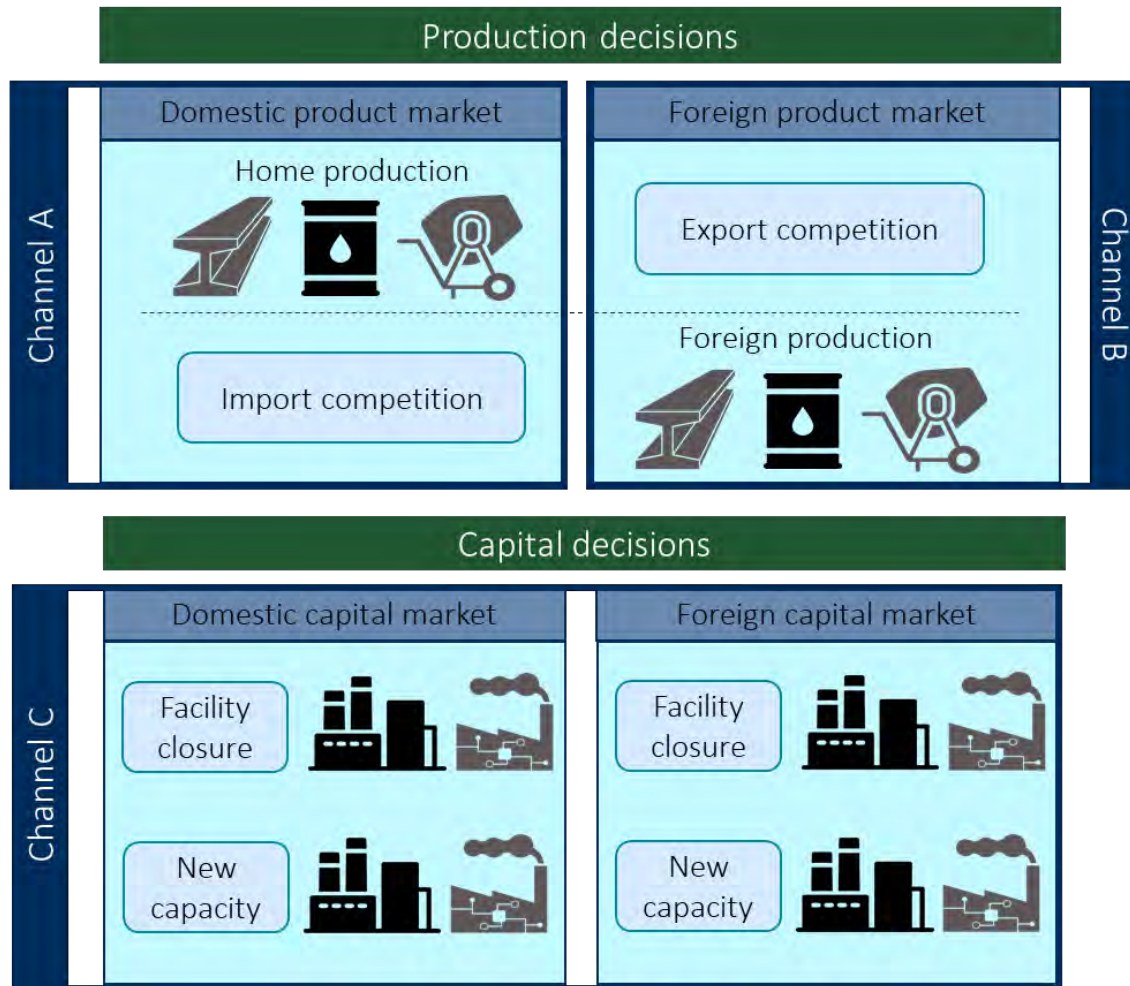 Production decisions
Channel A
Domestic product market
Home production
Import competition
Foreign product market
Export competition
Foreign production
Channel B
Capital decisions
Channel C
Domestic capital market
Facility
closure
New
capacity
Foreign capital market
Facility
closure
New
capacity